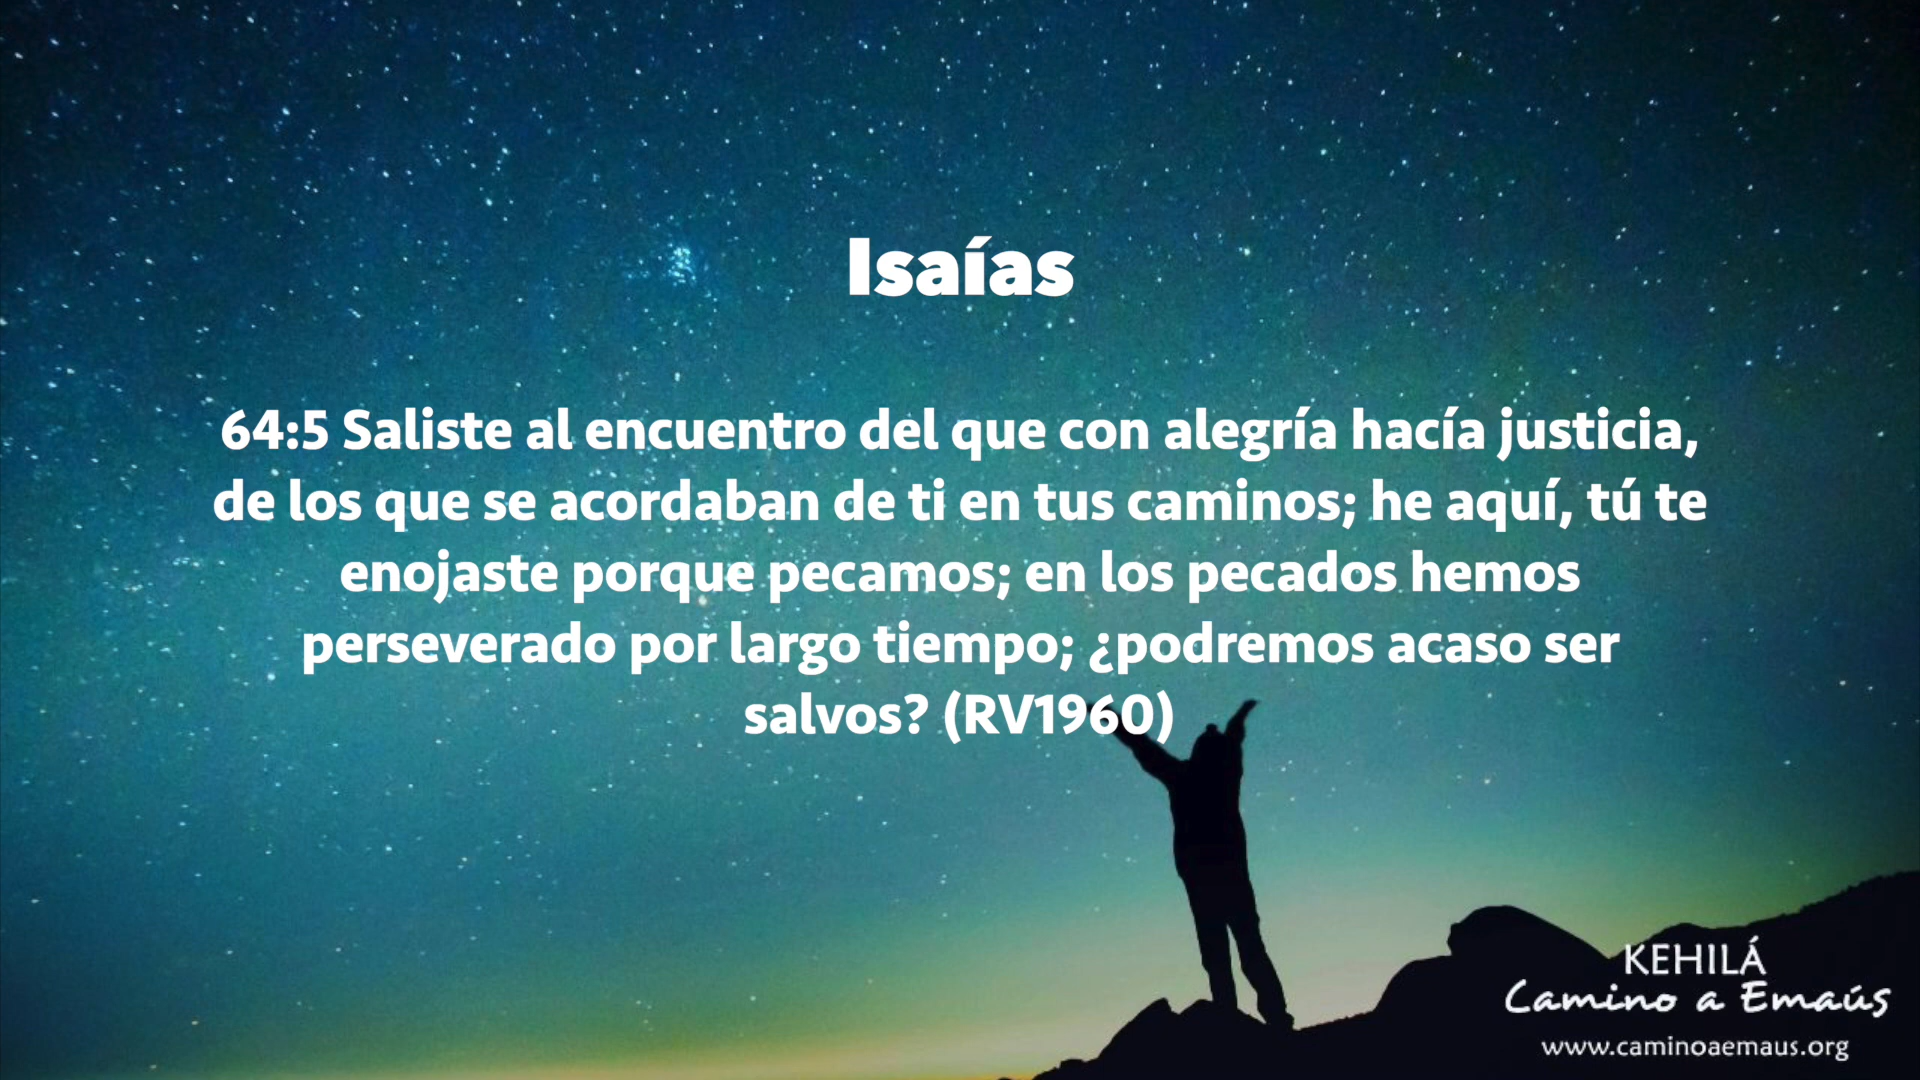 Isaías
64:5 Saliste al encuentro del que con alegría hacía justicia,
de los que se acordaban de ti en tus caminos; he aquí, tú te
enojaste porque pecamos; en los pecados hemos
perseverado por largo tiempo; ¿podremos acaso ser
salvos? (RV1960)
KEHILÁ
Camino a Emaús
www.caminoaemaus.org